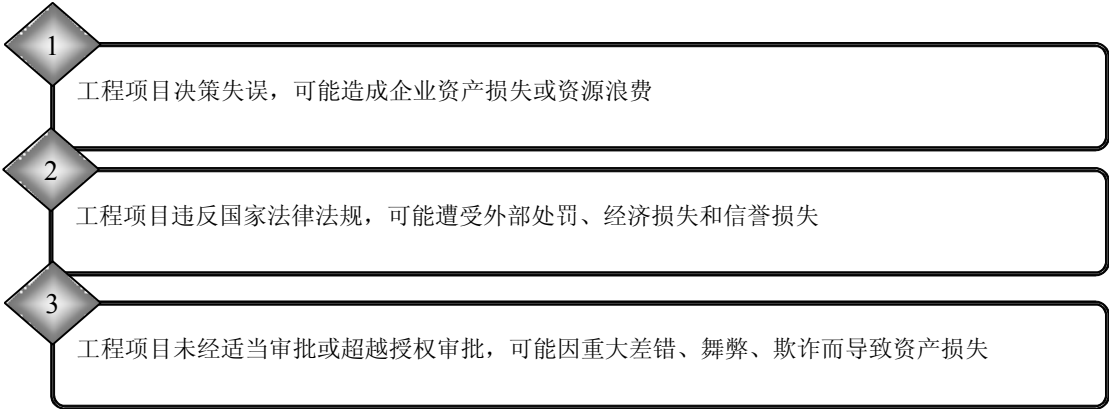 1
工程项目决策失误，可能造成企业资产损失或资源浪费
2
工程项目违反国家法律法规，可能遭受外部处罚、经济损失和信誉损失
3
工程项目未经适当审批或超越授权审批，可能因重大差错、舞弊、欺诈而导致资产损失